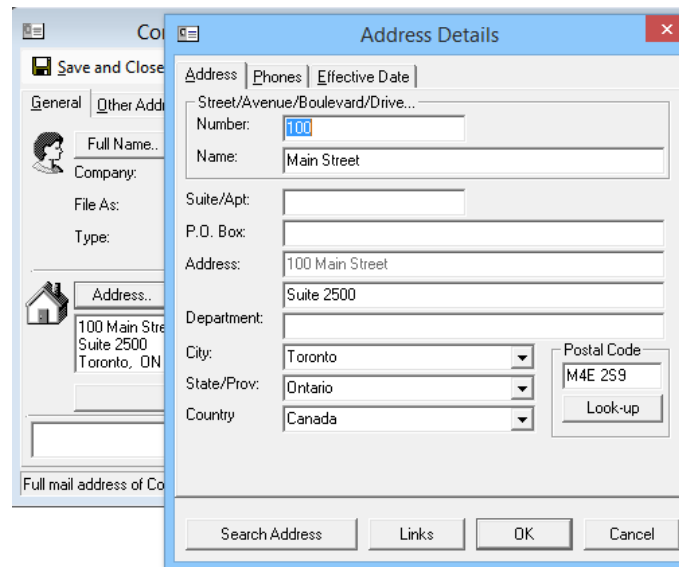 Co
Save and Close
General Other Addr
Full Name..
Company:
File As:
Type:
Address..
100 Main Stre
Suite 2500
Toronto, ON
Full mail address of Co
Address Details
Address Phones Effective Date
Street/Avenue/Boulevard/Drive...
Number: 100
Name: Main Street
Suite/Apt:
P.O. Box:
Address: 100 Main Street
Suite 2500
Department:
City: Toronto
State/Prov: Ontario
Country Canada
Postal Code
M4E 2S9
Look-up
Search Address Links OK Cancel